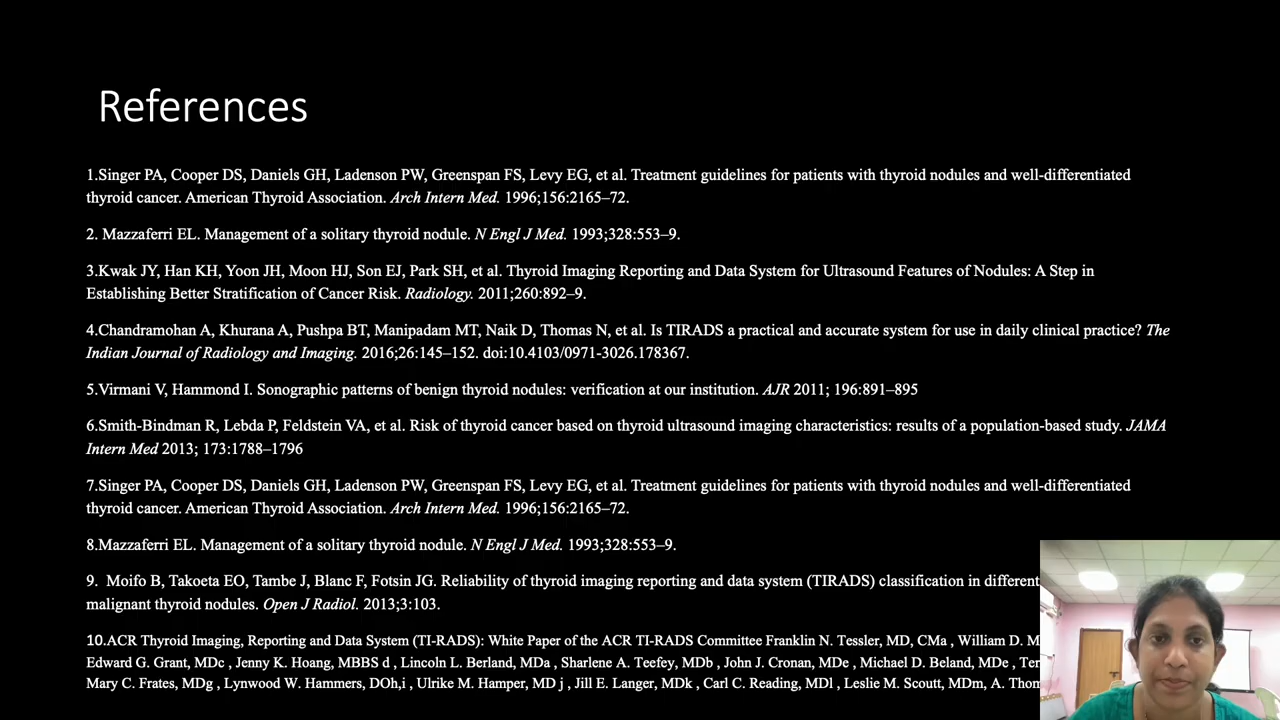 References
1.Singer PA, Cooper DS, Daniels GH, Ladenson PW, Greenspan FS, Levy EG, et al. Treatment guidelines for patients with thyroid nodules and well-differentiated
thyroid cancer. American Thyroid Association. Arch Intern Med. 1996;156:2165–72.
2. Mazzaferri EL. Management of a solitary thyroid nodule. N Engl J Med. 1993;328:553–9.
3.Kwak JY, Han KH, Yoon JH, Moon HJ, Son EJ, Park SH, et al. Thyroid Imaging Reporting and Data System for Ultrasound Features of Nodules: A Step in
Establishing Better Stratification of Cancer Risk. Radiology. 2011;260:892–9.
4.Chandramohan A, Khurana A, Pushpa BT, Manipadam MT, Naik D, Thomas N, et al. Is TIRADS a practical and accurate system for use in daily clinical practice? The
Indian Journal of Radiology and Imaging. 2016;26:145–152. doi:10.4103/0971-3026.178367.
5.Virmani V, Hammond I. Sonographic patterns of benign thyroid nodules: verification at our institution. AJR 2011; 196:891–895
6.Smith-Bindman R, Lebda P, Feldstein VA, et al. Risk of thyroid cancer based on thyroid ultrasound imaging characteristics: results of a population-based study. JAMA
Intern Med 2013; 173:1788–1796
7.Singer PA, Cooper DS, Daniels GH, Ladenson PW, Greenspan FS, Levy EG, et al. Treatment guidelines for patients with thyroid nodules and well-differentiated
thyroid cancer. American Thyroid Association. Arch Intern Med. 1996;156:2165–72.
8.Mazzaferri EL. Management of a solitary thyroid nodule. N Engl J Med. 1993;328:553–9.
9. Moifo B, Takoeta EO, Tambe J, Blanc F, Fotsin JG. Reliability of thyroid imaging reporting and data system (TIRADS) classification in different
malignant thyroid nodules. Open J Radiol. 2013;3:103.
10.ACR Thyroid Imaging, Reporting and Data System (TI-RADS): White Paper of the ACR TI-RADS Committee Franklin N. Tessler, MD, CMa , William D.
Edward G. Grant, MDc , Jenny K. Hoang, MBBS d , Lincoln L. Berland, MDa , Sharlene A. Teefey, MDb , John J. Cronan, MDe , Michael D. Beland, MDe ,
Mary C. Frates, MDg , Lynwood W. Hammers, DOh,i , Ulrike M. Hamper, MD j , Jill E. Langer, MDk , Carl C. Reading, MDl , Leslie M. Scoutt, MDm, A.